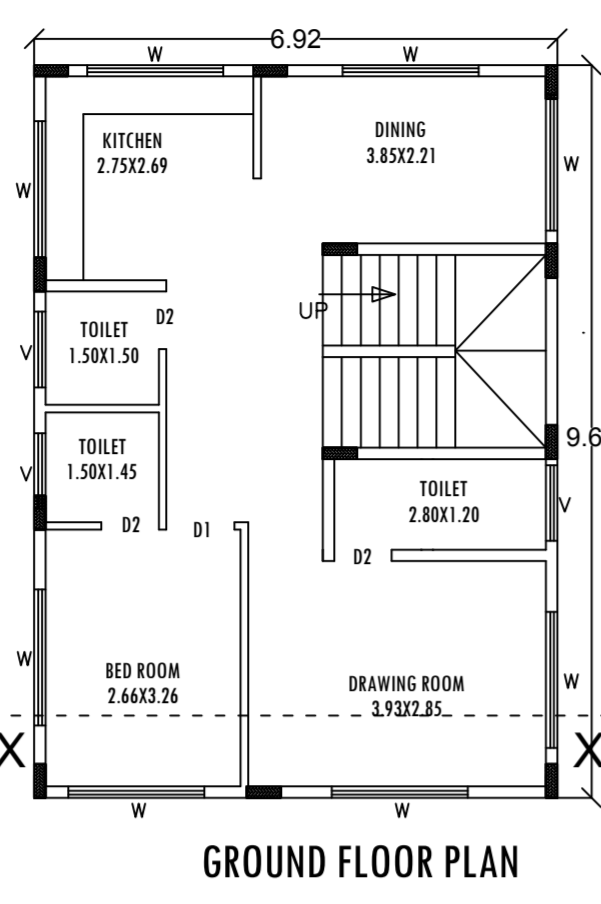 6.92
W
W
KITCHEN
2.75X2.69
DINING
3.85X2.21
W
W
UP
D2
TOILET
1.50X1.50
V
9.6
TOILET
1.50X1.45
V
TOILET
2.80X1.20
V
D2
D1
D2
W
BED ROOM
2.66X3.26
DRAWING ROOM
3.93X2.85
W
X
X
W
W
GROUND FLOOR PLAN